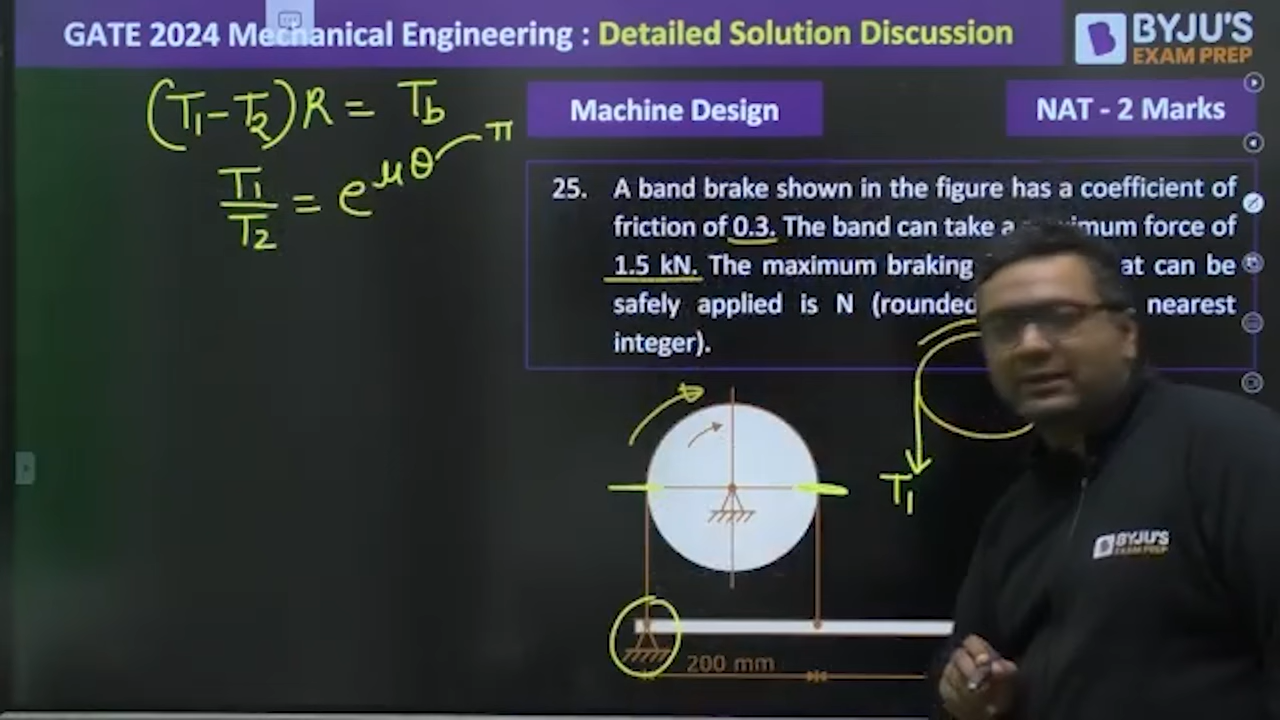 GATE 2024 Mechanical Engineering : Detailed Solution Discussion
BYJU'S
EXAM PREP
(T1-T2)R = Tb
T1/T2 = e^μθ π
Machine Design
NAT - 2 Marks
25. A band brake shown in the figure has a coefficient of
friction of 0.3. The band can take a force of
1.5 kN. The maximum braking at can be
safely applied is N (rounded nearest
integer).
T1
200 mm
BYJU'S
EXAM PREP